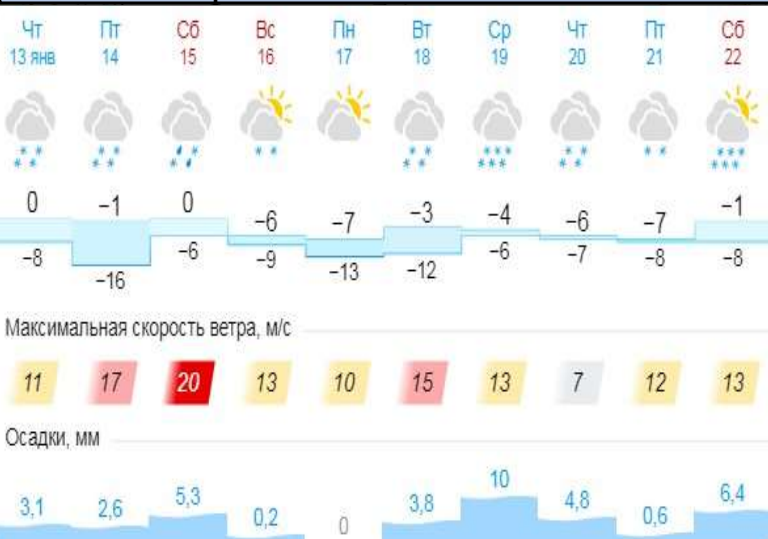 Чт Пт Сб Вс Пн Вт Ср Чт Пт Сб
13 янв 14 15 16 17 18 19 20 21 22
0 −1 0 −6 −7 −3 −4 −6 −7 −1
−8 −16 −6 −9 −13 −12 −6 −7 −8 −8
Максимальная скорость ветра, м/с
11 17 20 13 10 15 13 7 12 13
Осадки, мм
3,1 2,6 5,3 0,2 0 3,8 10 4,8 0,6 6,4